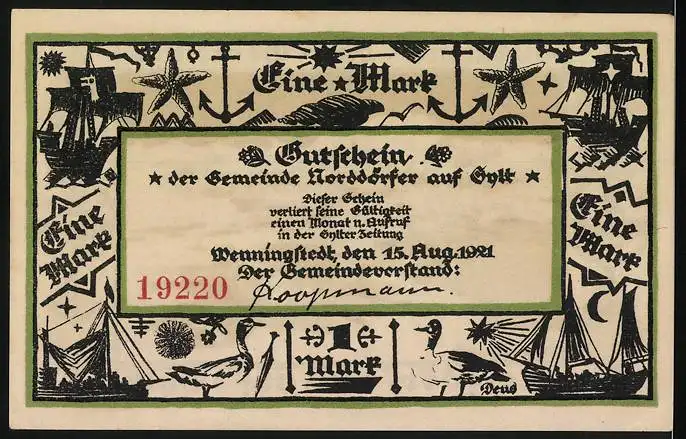 Eine ★ Mark
Gutschein
★ der Gemeinde Norddörfer auf Sylt ★
Dieser Schein
verliert seine Gültigkeit
einen Monat n. Aufruf
in der Sylter Zeitung
Wenningstedt, den 15. Aug. 1921
Der Gemeindevorstand:
19220
Koopmann.
Eine
Mark
Eine
Mark
1
Mark
Deus